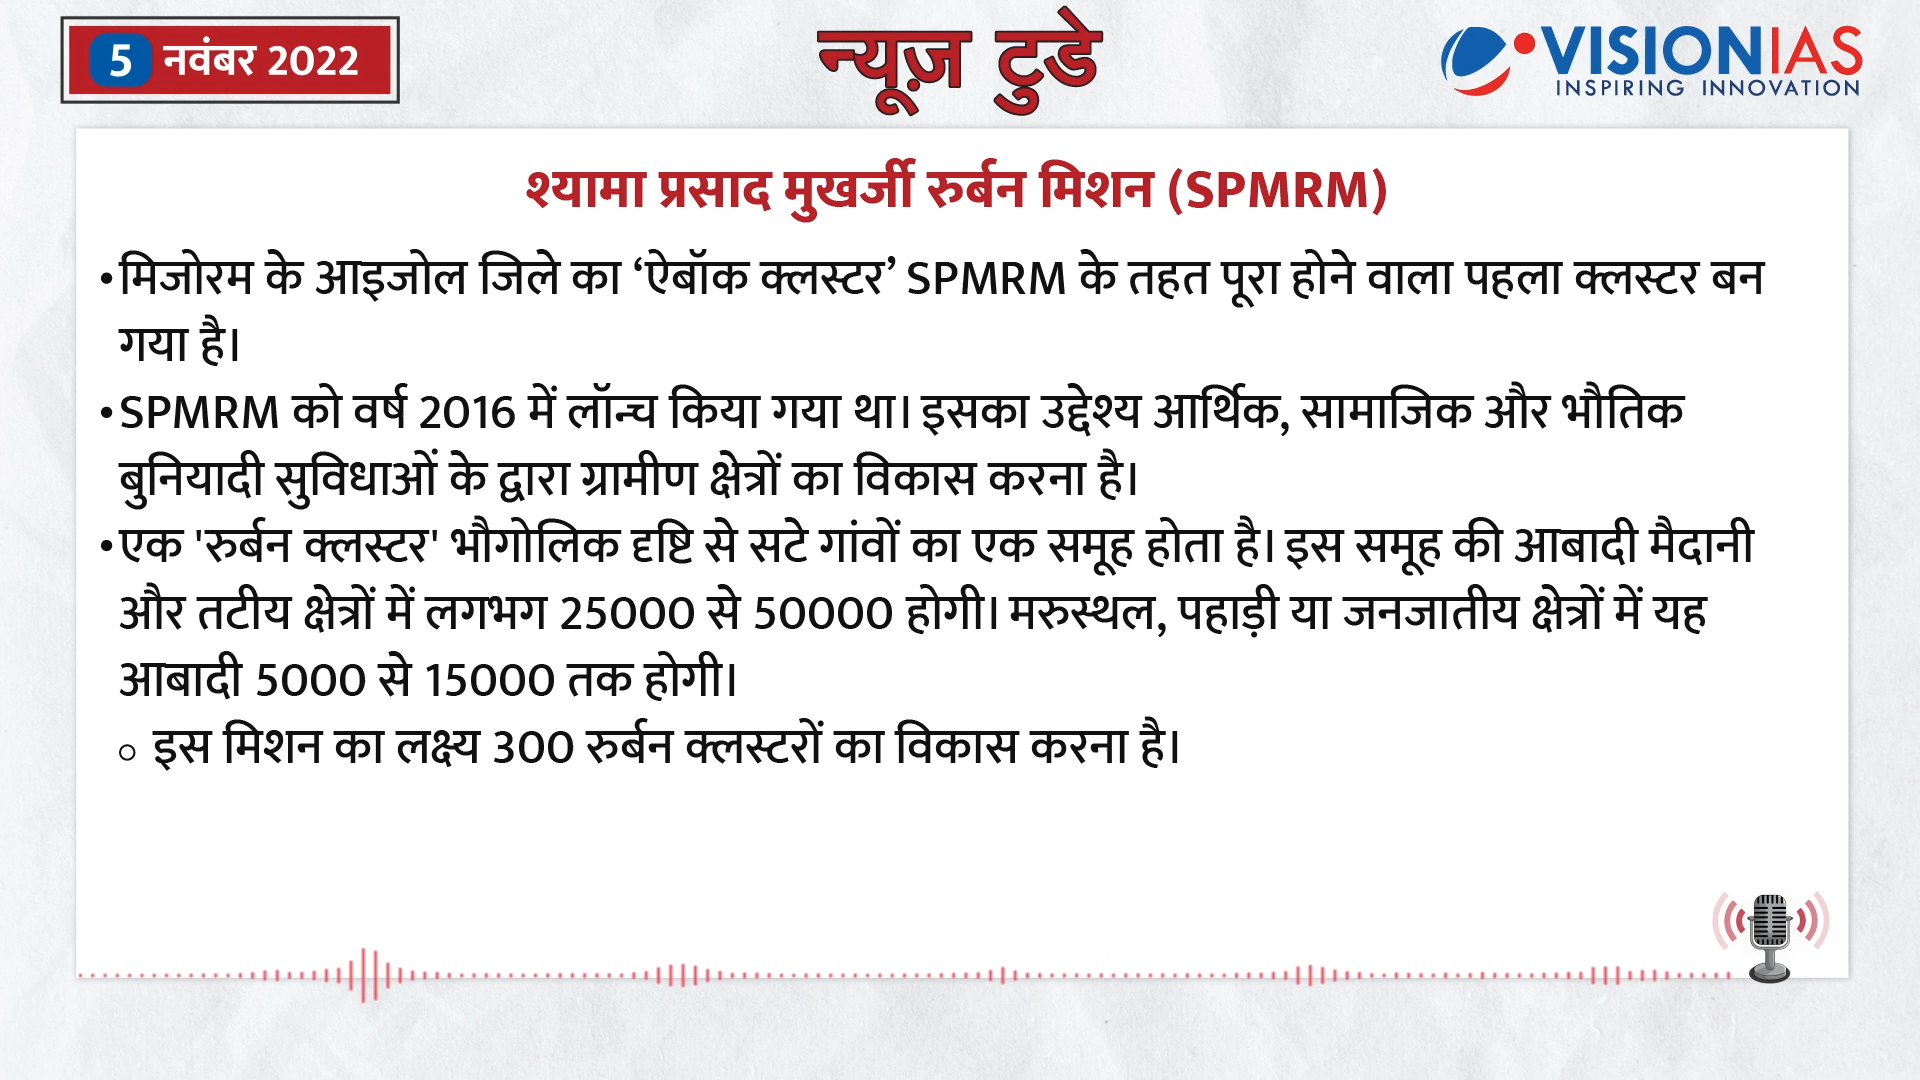 5 नवंबर 2022
न्यूज़ टुडे
VISIONIAS
INSPIRING INNOVATION
श्यामा प्रसाद मुखर्जी रुर्बन मिशन (SPMRM)
•मिजोरम के आइजोल जिले का ‘ऐबॉक क्लस्टर’ SPMRM के तहत पूरा होने वाला पहला क्लस्टर बन
गया है।
•SPMRM को वर्ष 2016 में लॉन्च किया गया था। इसका उद्देश्य आर्थिक, सामाजिक और भौतिक
बुनियादी सुविधाओं के द्वारा ग्रामीण क्षेत्रों का विकास करना है।
•एक 'रुर्बन क्लस्टर' भौगोलिक दृष्टि से सटे गांवों का एक समूह होता है। इस समूह की आबादी मैदानी
और तटीय क्षेत्रों में लगभग 25000 से 50000 होगी। मरुस्थल, पहाड़ी या जनजातीय क्षेत्रों में यह
आबादी 5000 से 15000 तक होगी।
○ इस मिशन का लक्ष्य 300 रुर्बन क्लस्टरों का विकास करना है।